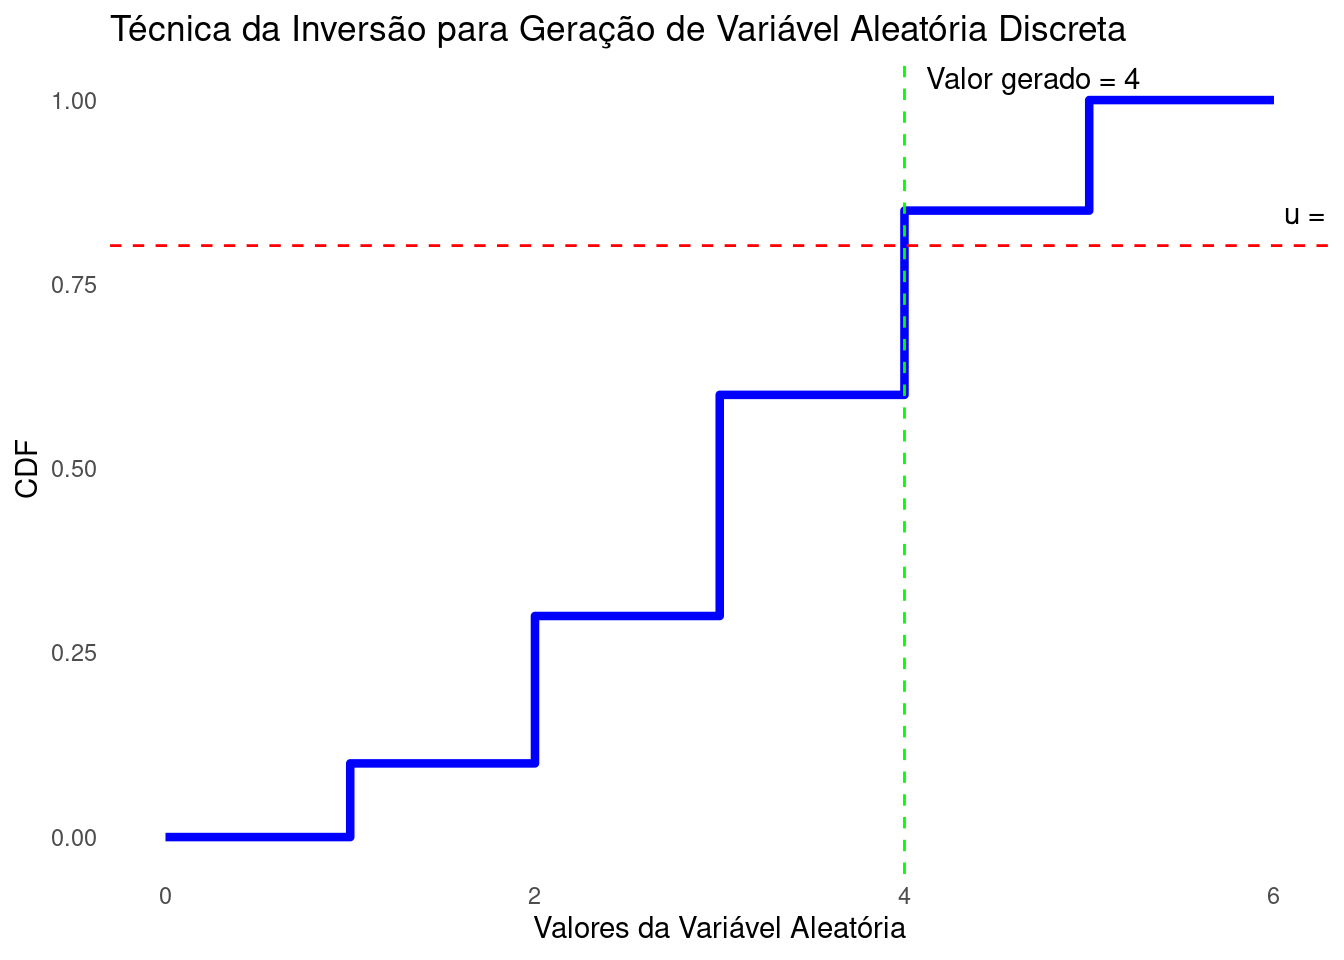 Técnica da Inversão para Geração de Variável Aleatória Discreta
Valor gerado = 4
1.00
u =
0.75
CDF
0.50
0.25
0.00
0
2
4
6
Valores da Variável Aleatória